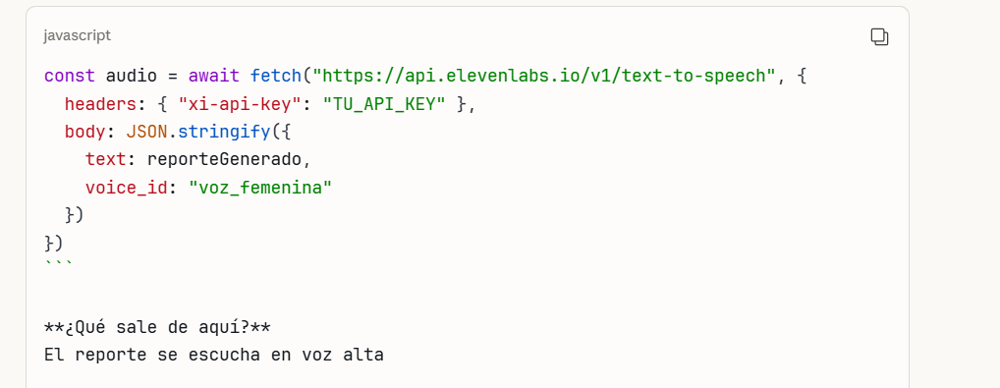 javascript
const audio = await fetch("https://api.elevenlabs.io/v1/text-to-speech", {
  headers: { "xi-api-key": "TU_API_KEY" },
  body: JSON.stringify({
    text: reporteGenerado,
    voice_id: "voz_femenina"
  })
})
```
**¿Qué sale de aquí?**
El reporte se escucha en voz alta